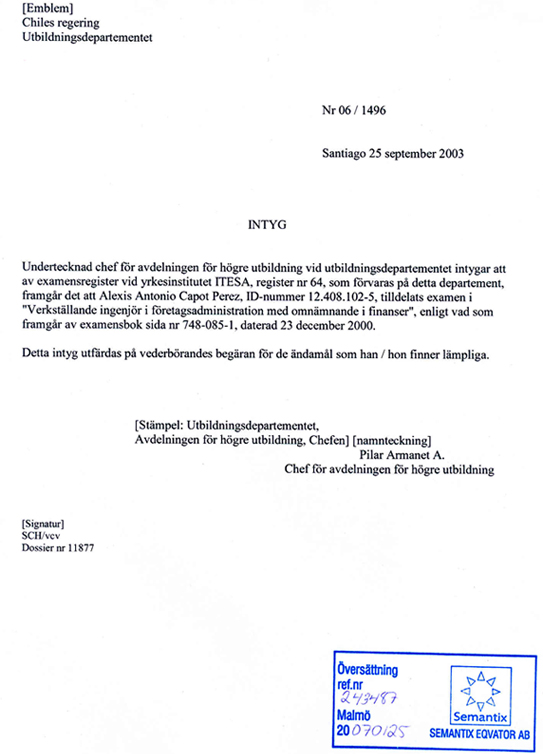 [Emblem]
Chiles regering
Utbildningsdepartementet
Nr 06 / 1496
Santiago 25 september 2003
INTYG
Undertecknad chef för avdelningen för högre utbildning vid utbildningsdepartementet intygar att
av examensregister vid yrkesinstitutet ITESA, register nr 64, som förvaras på detta departement,
framgår det att Alexis Antonio Capot Perez, ID-nummer 12.408.102-5, tilldelats examen i
"Verkställande ingenjör i företagsadministration med omnämnande i finanser", enligt vad som
framgår av examensbok sida nr 748-085-1, daterad 23 december 2000.
Detta intyg utfärdas på vederbörandes begäran för de ändamål som han / hon finner lämpliga.
[Stämpel: Utbildningsdepartementet,
Avdelningen för högre utbildning, Chefen] [namnteckning]
Pilar Armanet A.
Chef för avdelningen för högre utbildning
[Signatur]
SCH/vcv
Dossier nr 11877
Översättning
ref.nr
243487
Malmö
20070125
Semantix
SEMANTIX EQVATOR AB